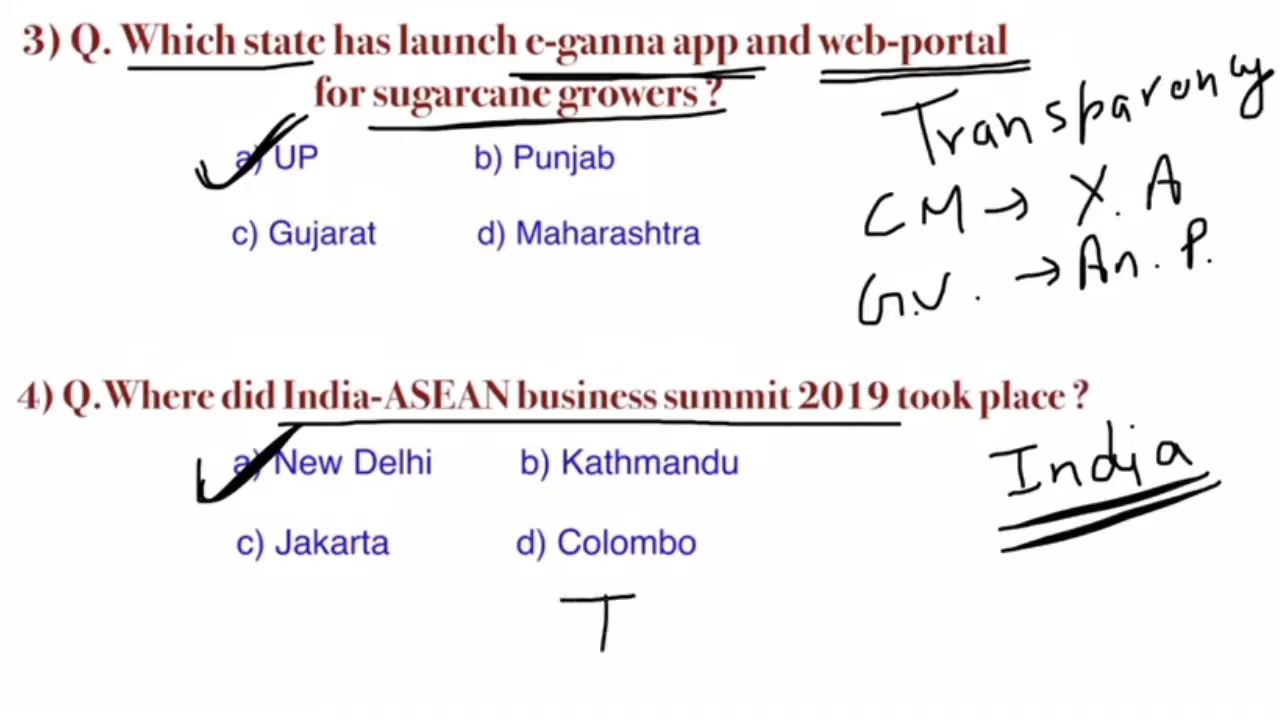 3) Q. Which state has launch e-ganna app and web-portal
for sugarcane growers ?
a) UP
b) Punjab
c) Gujarat
d) Maharashtra
Transparency
CM → Y. A
G.V. → An. P.
4) Q.Where did India-ASEAN business summit 2019 took place ?
a) New Delhi
b) Kathmandu
c) Jakarta
d) Colombo
India
T